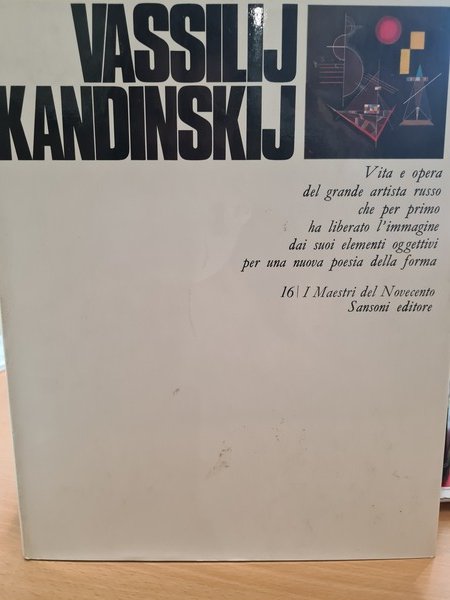 VASSILIJ
KANDINSKIJ
Vita e opera
del grande artista russo
che per primo
ha liberato l'immagine
dai suoi elementi oggettivi
per una nuova poesia della forma
16 | I Maestri del Novecento
Sansoni editore